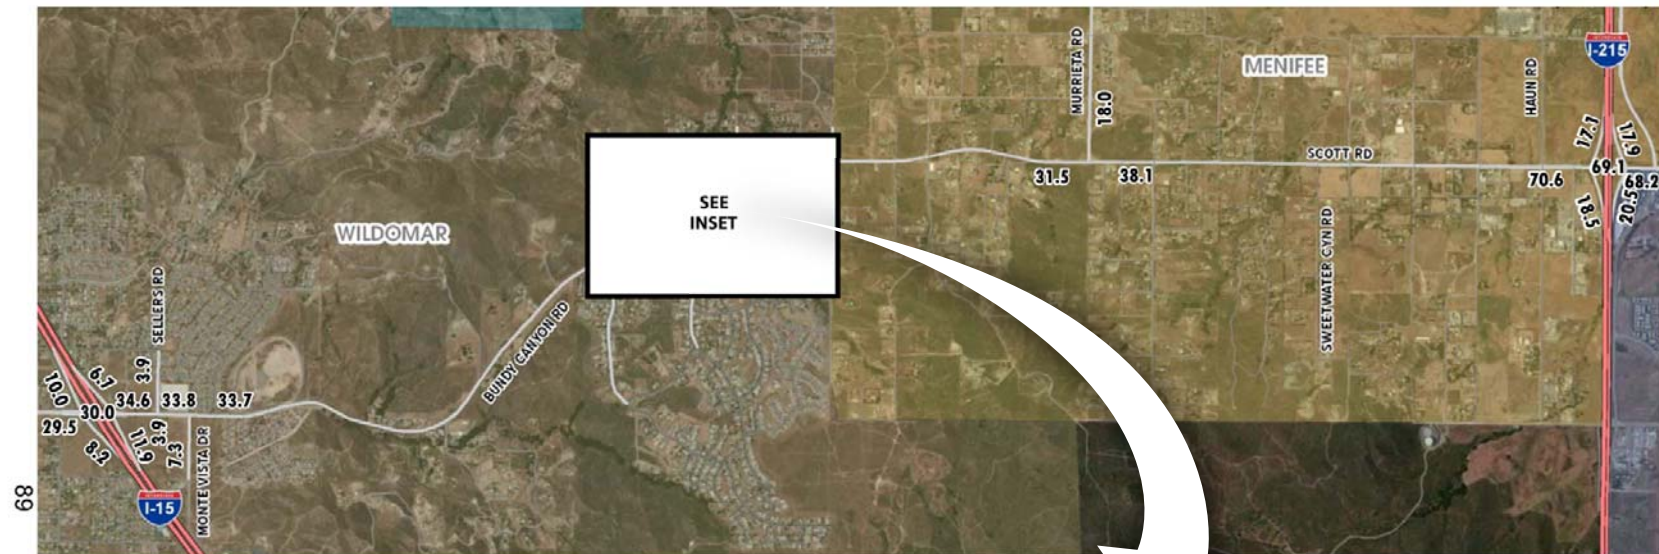 MURRIETA RD
18.0
MENIFEE
HAUN RD
INTERSTATE
I-215
17.1
17.9
SCOTT RD
31.5
38.1
70.6
69.1
68.2
18.5
20.5
SWEETWATER CYN RD
SEE
INSET
WILDOMAR
SELLERS RD
BUNDY CANYON RD
10.0
6.7
3.9
34.6
33.8
33.7
30.0
29.5
8.2
11.9
3.9
7.3
MONTE VISTA DR
INTERSTATE
I-15
68